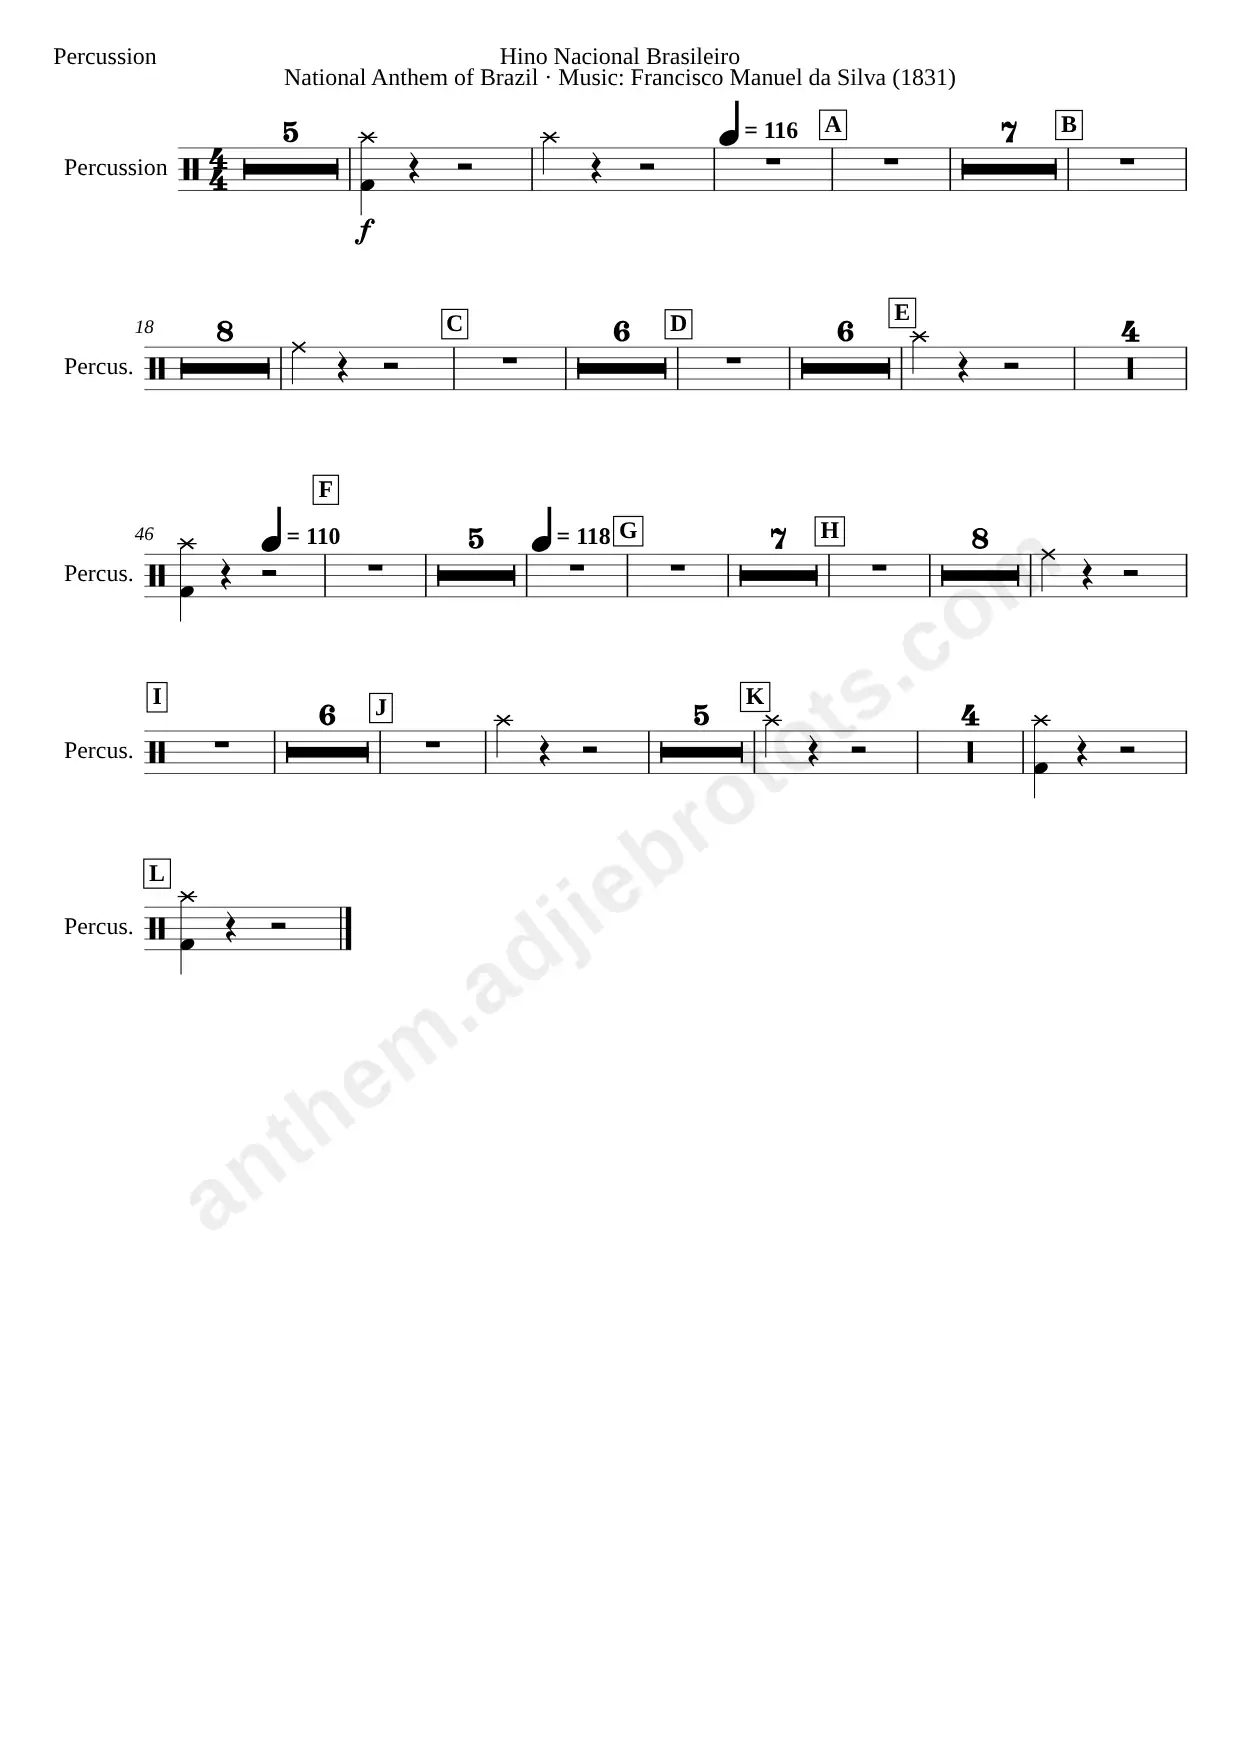 Percussion
Hino Nacional Brasileiro
National Anthem of Brazil · Music: Francisco Manuel da Silva (1831)
5 = 116 A 7 B
Percussion 4/4
f
18 8 C 6 D 6 E 4
Percus.
46 = 110 F 5 = 118 G 7 H 8
Percus.
I 6 J 5 K 4
Percus.
L
Percus.
anthem.adjiebrotots.com